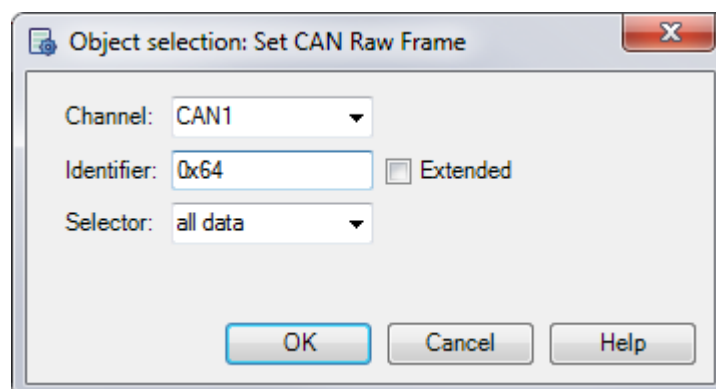 Object selection: Set CAN Raw Frame
Channel: CAN1
Identifier: 0x64 Extended
Selector: all data
OK Cancel Help